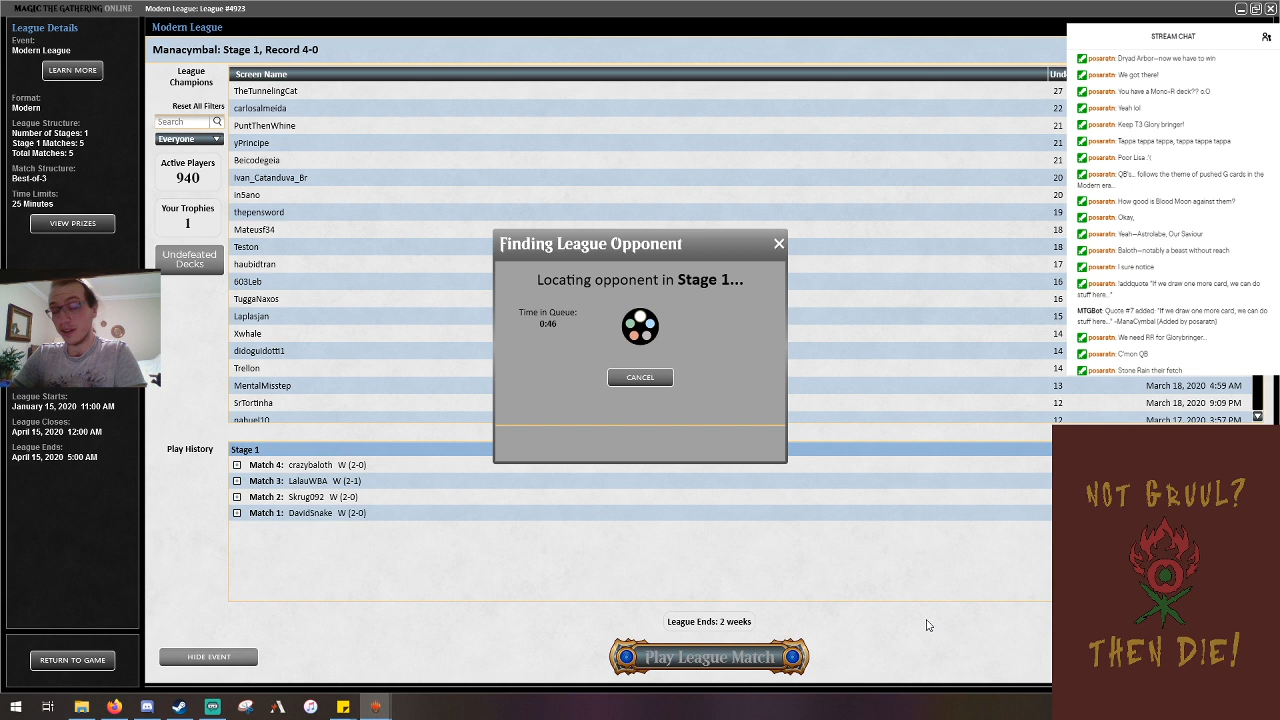 MAGIC THE GATHERING ONLINE
Modern League: League #4923
League Details
Event:
Modern League
LEARN MORE
Format:
Modern
League Structure:
Number of Stages: 1
Stage 1 Matches: 5
Total Matches: 5
Match Structure:
Best-of-3
Time Limits:
25 Minutes
VIEW PRIZES
League Starts:
January 15, 2020 11:00 AM
League Closes:
April 15, 2020 12:00 AM
League Ends:
April 15, 2020 5:00 AM
RETURN TO GAME
Modern League
Manacymbal: Stage 1, Record 4-0
League
Champions
Reset All Filters
Search
Everyone
Active Players
940
Your Trophies
1
Undefeated
Decks
Screen Name
Und
TheTunnelingCat 27
carlosalmeida 22
PuntThenWhine 21
yPrincipe 21
Beicodegeia 21
Ivan_Catanduva_Br 20
in5ano 20
thepensword 19
Mateusf34 18
Teston 18
haubidtran 17
603Leb 16
TuggaNaxos 16
Laplasjan 15
Xwhale 14
didoguidotti1 14
Trellon 14
MentalMisstep 13 March 18, 2020 4:59 AM
SrTortinha 12 March 18, 2020 9:09 PM
nahuel10 12 March 17, 2020 3:57 PM
Finding League Opponent
Locating opponent in Stage 1...
Time in Queue:
0:46
CANCEL
Play History
Stage 1
Match 4: crazybaloth W (2-0)
Match 3: LalauWBA W (2-1)
Match 2: Skrug092 W (2-0)
Match 1: DavidSnake W (2-0)
League Ends: 2 weeks
HIDE EVENT
Play League Match
STREAM CHAT
posaratn: Dryad Arbor—now we have to win
posaratn: We got there!
posaratn: You have a Mono-R deck?? o.O
posaratn: Yeah lol
posaratn: Keep T3 Glory bringer!
posaratn: Tappa tappa tappa, tappa tappa tappa
posaratn: Poor Lisa :'(
posaratn: QB's... follows the theme of pushed G cards in the
Modern era...
posaratn: How good is Blood Moon against them?
posaratn: Okay,
posaratn: Yeah—Astrolabe, Our Saviour
posaratn: Baloth—notably a beast without reach
posaratn: I sure notice
posaratn: !addquote "If we draw one more card, we can do
stuff here..."
MTGBot: Quote #7 added: "If we draw one more card, we can do
stuff here..." -ManaCymbal (Added by posaratn)
posaratn: We need RR for Glorybringer...
posaratn: C'mon QB
posaratn: Stone Rain their fetch
NOT GRUUL?
THEN DIE!